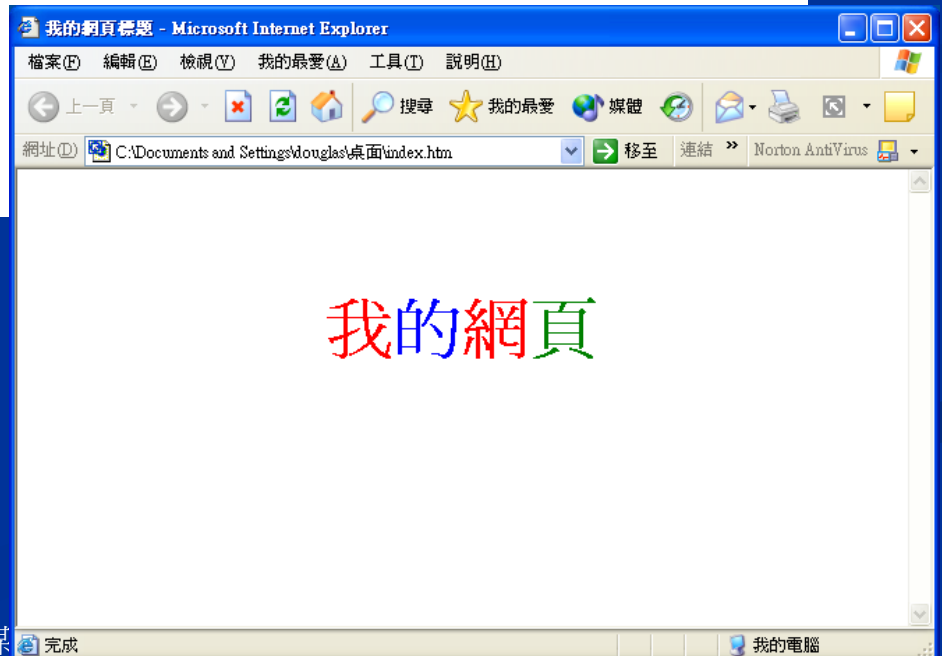 我的網頁標題 - Microsoft Internet Explorer
檔案(F) 編輯(E) 檢視(V) 我的最愛(A) 工具(T) 說明(H)
上一頁 搜尋 我的最愛 媒體
網址(D) C:\Documents and Settings\douglas\桌面\index.htm 移至 連結 » Norton AntiVirus
我的網頁
完成 我的電腦